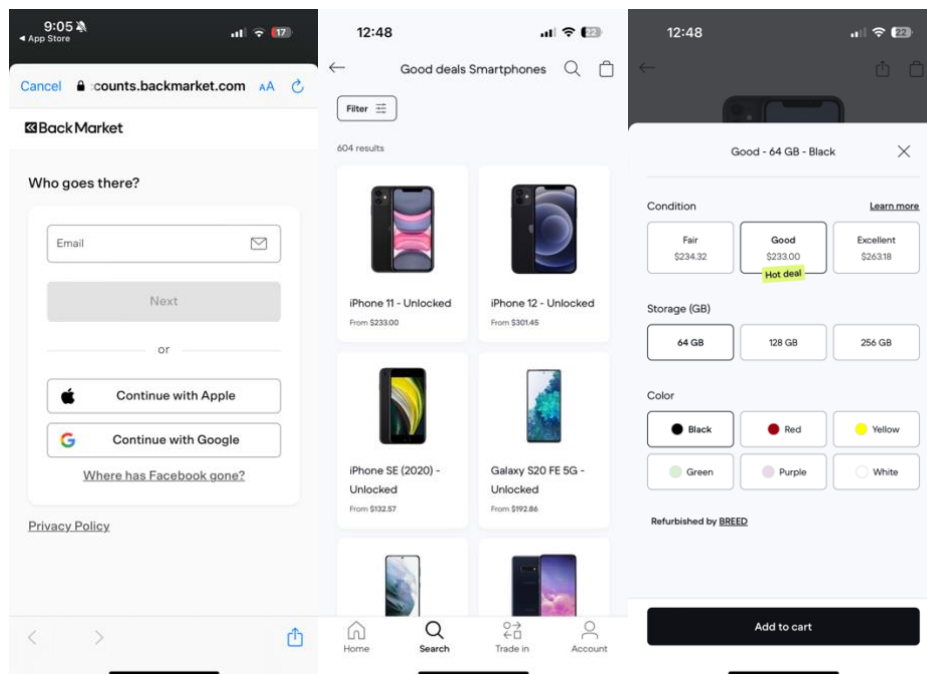 9:05
17
App Store
Cancel
counts.backmarket.com
AA
Back Market
Who goes there?
Email
Next
or
Continue with Apple
Continue with Google
Where has Facebook gone?
Privacy Policy
12:48
22
Good deals Smartphones
Filter
604 results
iPhone 11 - Unlocked
From $233.00
iPhone 12 - Unlocked
From $301.45
iPhone SE (2020) -
Unlocked
From $132.57
Galaxy S20 FE 5G -
Unlocked
From $192.86
Home
Search
Trade in
Account
12:48
22
Good - 64 GB - Black
Condition
Learn more
Fair
$234.32
Good
$233.00
Hot deal
Excellent
$263.18
Storage (GB)
64 GB
128 GB
256 GB
Color
Black
Red
Yellow
Green
Purple
White
Refurbished by BREED
Add to cart